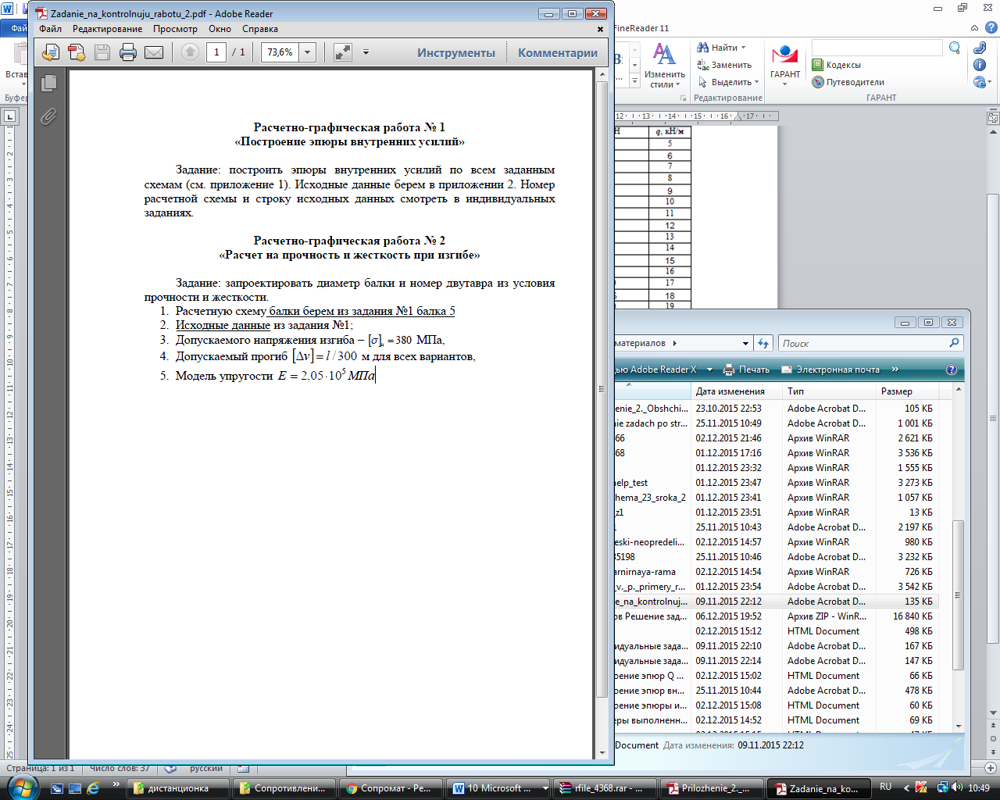 Zadanie_na_kontrolnuju_rabotu_2.pdf - Adobe Reader
Файл Редактирование Просмотр Окно Справка
1 / 1 73,6% Инструменты Комментарии
Расчетно-графическая работа № 1
«Построение эпюры внутренних усилий»
Задание: построить эпюры внутренних усилий по всем заданным
схемам (см. приложение 1). Исходные данные берем в приложении 2. Номер
расчетной схемы и строку исходных данных смотреть в индивидуальных
заданиях.
Расчетно-графическая работа № 2
«Расчет на прочность и жесткость при изгибе»
Задание: запроектировать диаметр балки и номер двутавра из условия
прочности и жесткости.
1. Расчетную схему балки берем из задания №1 балка 5
2. Исходные данные из задания №1;
3. Допускаемого напряжения изгиба – [σ]и = 380 МПа,
4. Допускаемый прогиб [Δv] = l / 300 м для всех вариантов,
5. Модель упругости E = 2,05·10⁵ МПа
FineReader 11
Изменить
стили
Найти
Заменить
Выделить
Редактирование
ГАРАНТ
Кодексы
Путеводители
ГАРАНТ
Фай
Встав
Буфер
12 13 14 15 16 17
Н q, кН/м
5
6
7
8
9
10
11
12
13
14
15
16
17
18
19
материалов Поиск
ью Adobe Reader X Печать Электронная почта »
Дата изменения Тип Размер
enie_2._Obshchi... 23.10.2015 22:53 Adobe Acrobat D... 105 КБ
nie zadach po str... 25.11.2015 10:49 Adobe Acrobat D... 1 001 КБ
66 02.12.2015 21:46 Архив WinRAR 2 621 КБ
68 01.12.2015 17:16 Архив WinRAR 3 536 КБ
01.12.2015 23:32 Архив WinRAR 1 555 КБ
help_test 01.12.2015 23:47 Архив WinRAR 3 273 КБ
hema_23_sroka_2 01.12.2015 23:41 Архив WinRAR 1 057 КБ
_z1 01.12.2015 23:51 Архив WinRAR 13 КБ
1 25.11.2015 10:43 Adobe Acrobat D... 2 197 КБ
eski-neopredeli... 02.12.2015 14:57 Архив WinRAR 980 КБ
35198 25.11.2015 10:46 Adobe Acrobat D... 3 232 КБ
arnirnaya-rama 02.12.2015 14:54 Архив WinRAR 726 КБ
_v._p._primery_r... 01.12.2015 23:54 Adobe Acrobat D... 3 542 КБ
e_na_kontrolnuj... 09.11.2015 22:12 Adobe Acrobat D... 135 КБ
ов Решение зад... 06.12.2015 19:52 Архив ZIP - WinR... 16 840 КБ
02.12.2015 15:12 HTML Document 498 КБ
идуальные зада... 09.11.2015 22:10 Adobe Acrobat D... 167 КБ
идуальные зада... 09.11.2015 22:14 Adobe Acrobat D... 147 КБ
оение эпюр Q ... 02.12.2015 15:02 HTML Document 66 КБ
оение эпюр вн... 25.11.2015 10:44 Adobe Acrobat D... 478 КБ
оение эпюры и... 02.12.2015 15:08 HTML Document 60 КБ
еры выполненн... 02.12.2015 14:52 HTML Document 69 КБ
Document Дата изменения: 09.11.2015 22:12
Страница: 1 из 1 Число слов: 37 русский
» дистанционка Сопротивлени... Сопромат - Ре... 10 Microsoft ... rfile_4368.rar - ... Prilozhenie_2._... Zadanie_na_ko... RU 10:49